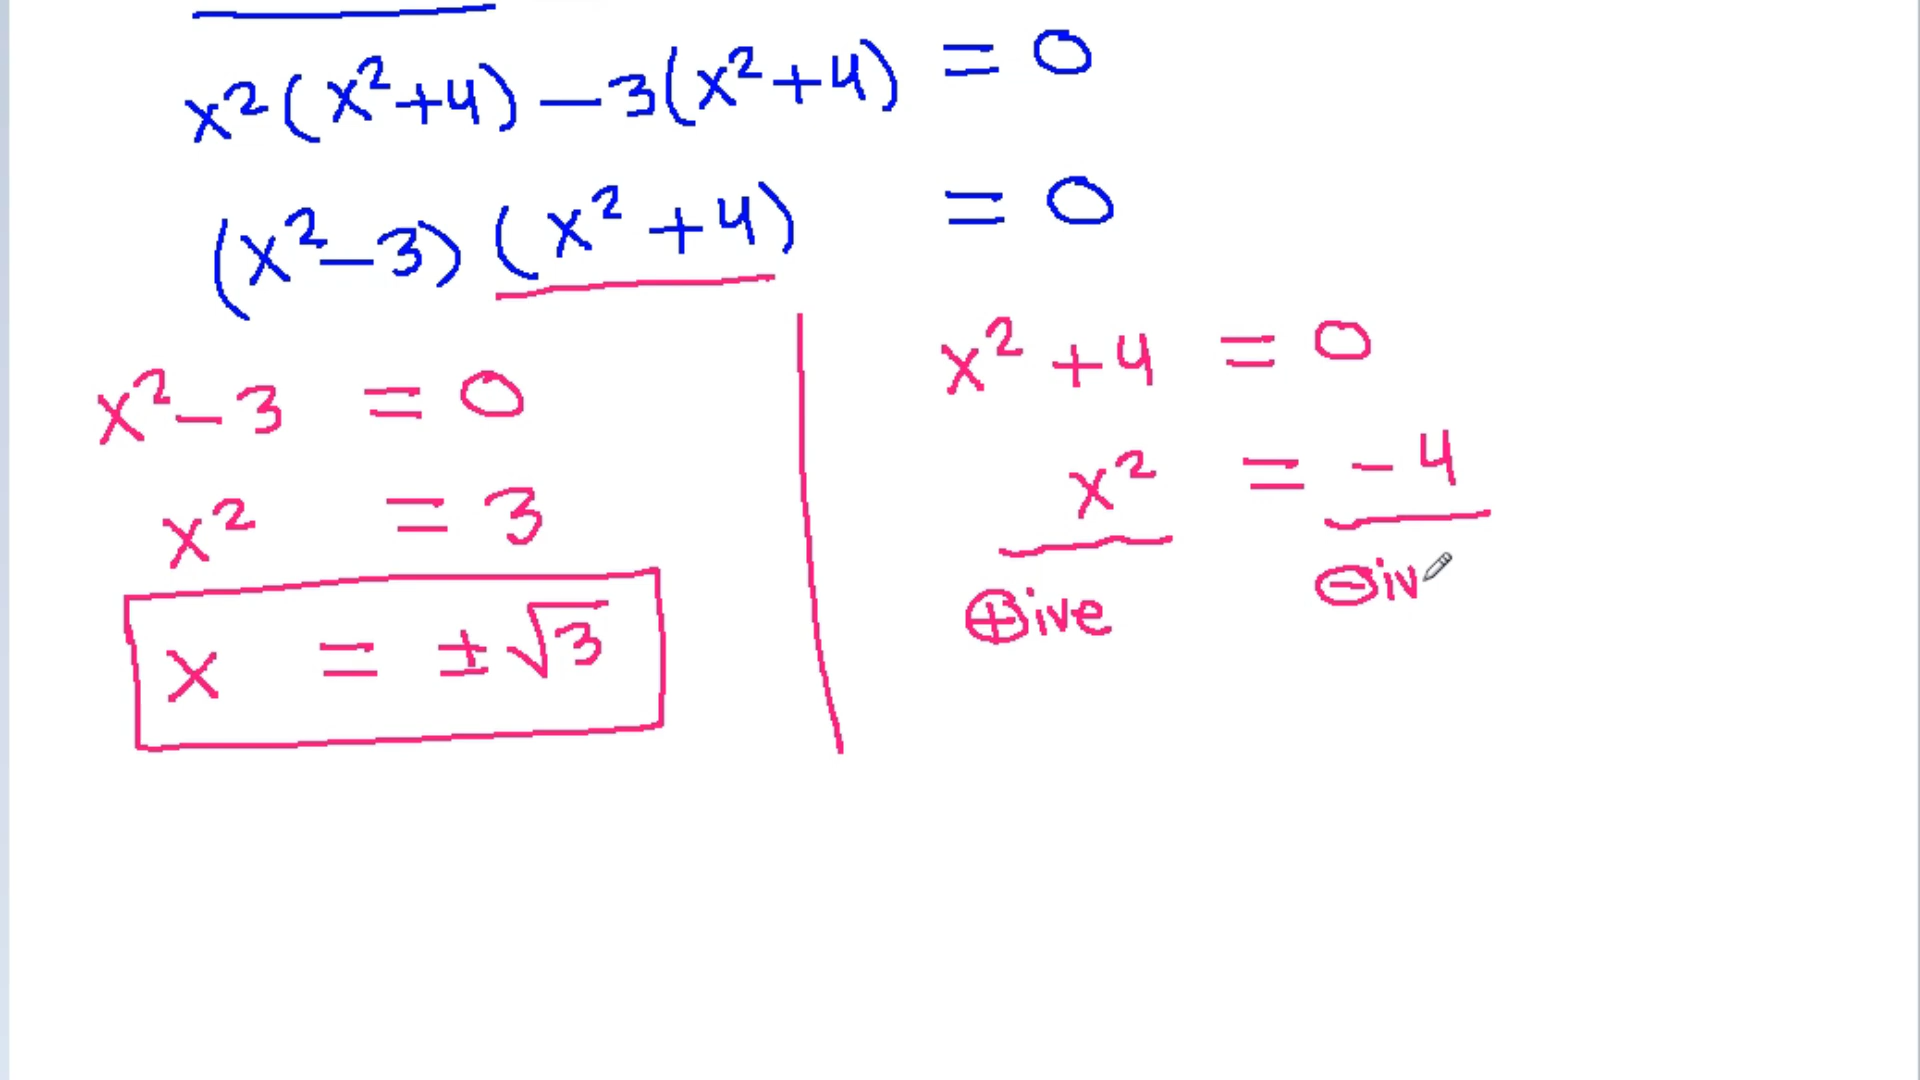 x²(x²+4) – 3(x²+4) = 0
(x²–3) (x²+4) = 0
x²–3 = 0
x² = 3
x = ±√3
x² + 4 = 0
x² = – 4
⊕ive ⊖iv